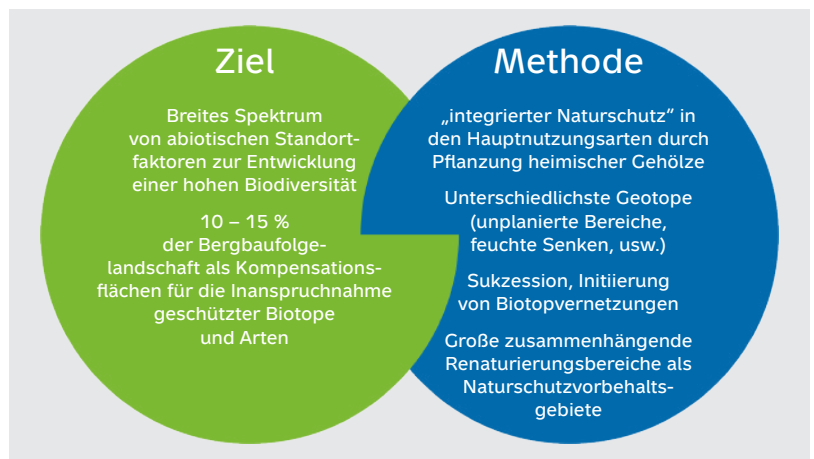 Ziel
Breites Spektrum
von abiotischen Standort-
faktoren zur Entwicklung
einer hohen Biodiversität
10 – 15 %
der Bergbaufolge-
landschaft als Kompensations-
flächen für die Inanspruchnahme
geschützter Biotope
und Arten
Methode
„integrierter Naturschutz“ in
den Hauptnutzungsarten durch
Pflanzung heimischer Gehölze
Unterschiedlichste Geotope
(unplanierte Bereiche,
feuchte Senken, usw.)
Sukzession, Initiierung
von Biotopvernetzungen
Große zusammenhängende
Renaturierungsbereiche als
Naturschutzvorbehalts-
gebiete